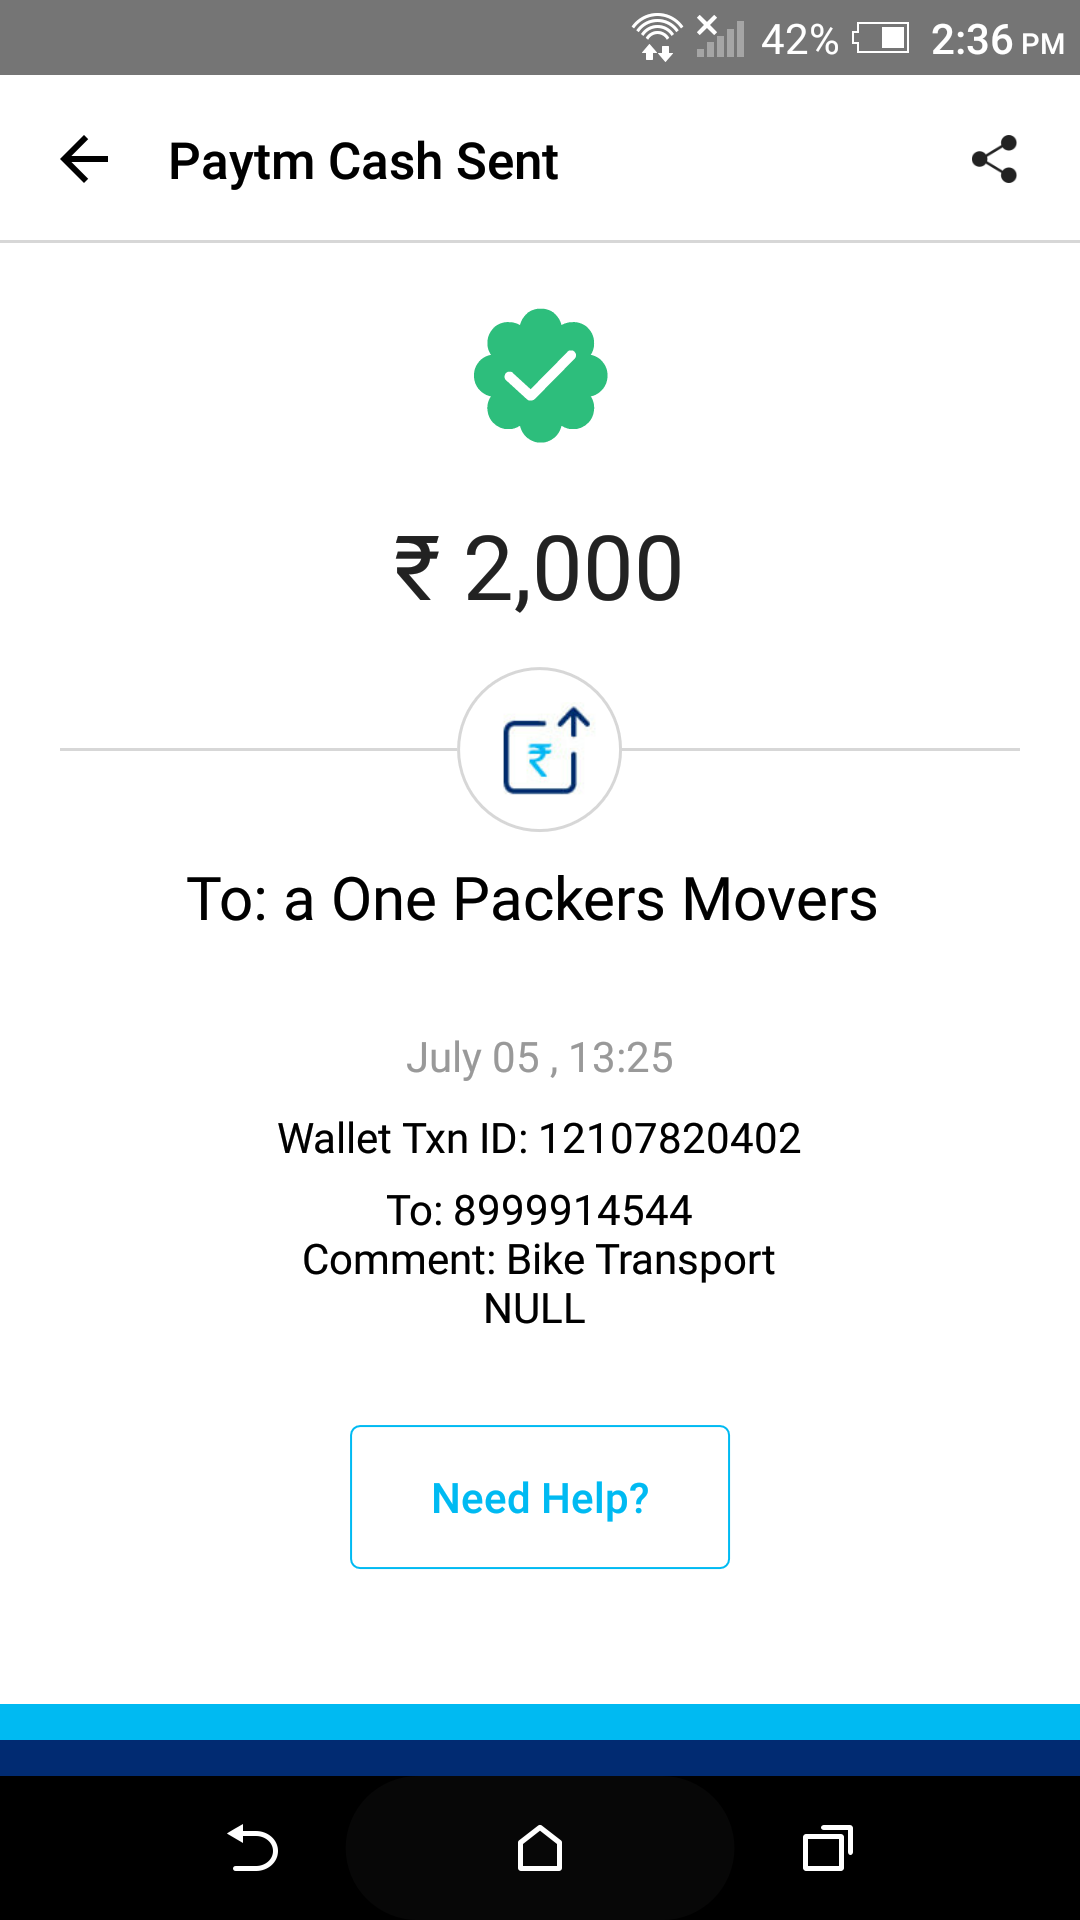 42% 2:36 PM
Paytm Cash Sent
₹ 2,000
₹
To: a One Packers Movers
July 05 , 13:25
Wallet Txn ID: 12107820402
To: 8999914544
Comment: Bike Transport
NULL
Need Help?